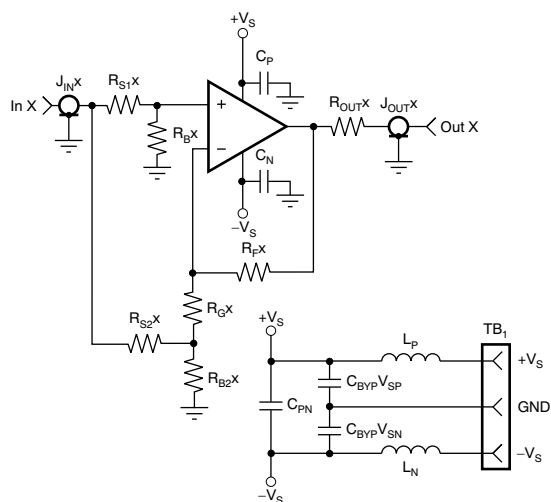 +VS
CP
JINx
RS1x
In X
+
ROUTx
JOUTx
Out X
RBx
−
CN
−VS
RFx
RGx
RS2x
RB2x
+VS
LP
TB1
+VS
CBYPVSP
CPN
GND
CBYPVSN
−VS
LN
−VS